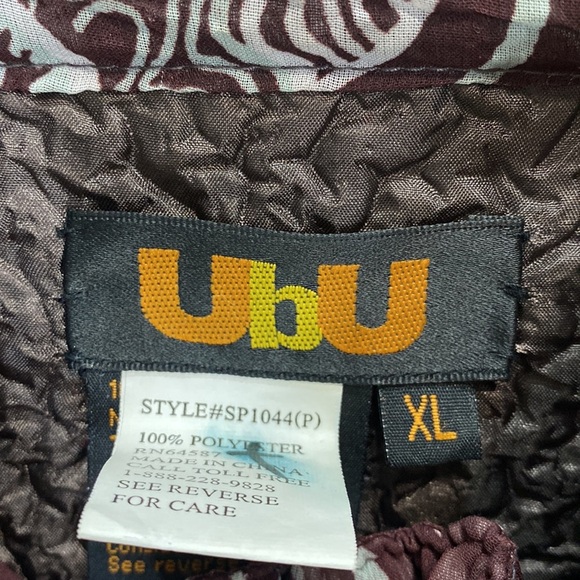 UbU
XL
STYLE#SP1044(P)
100% POLYESTER
RN64587
MADE IN CHINA
CALL TOLL FREE
1-888-228-9828
SEE REVERSE
FOR CARE
See reverse